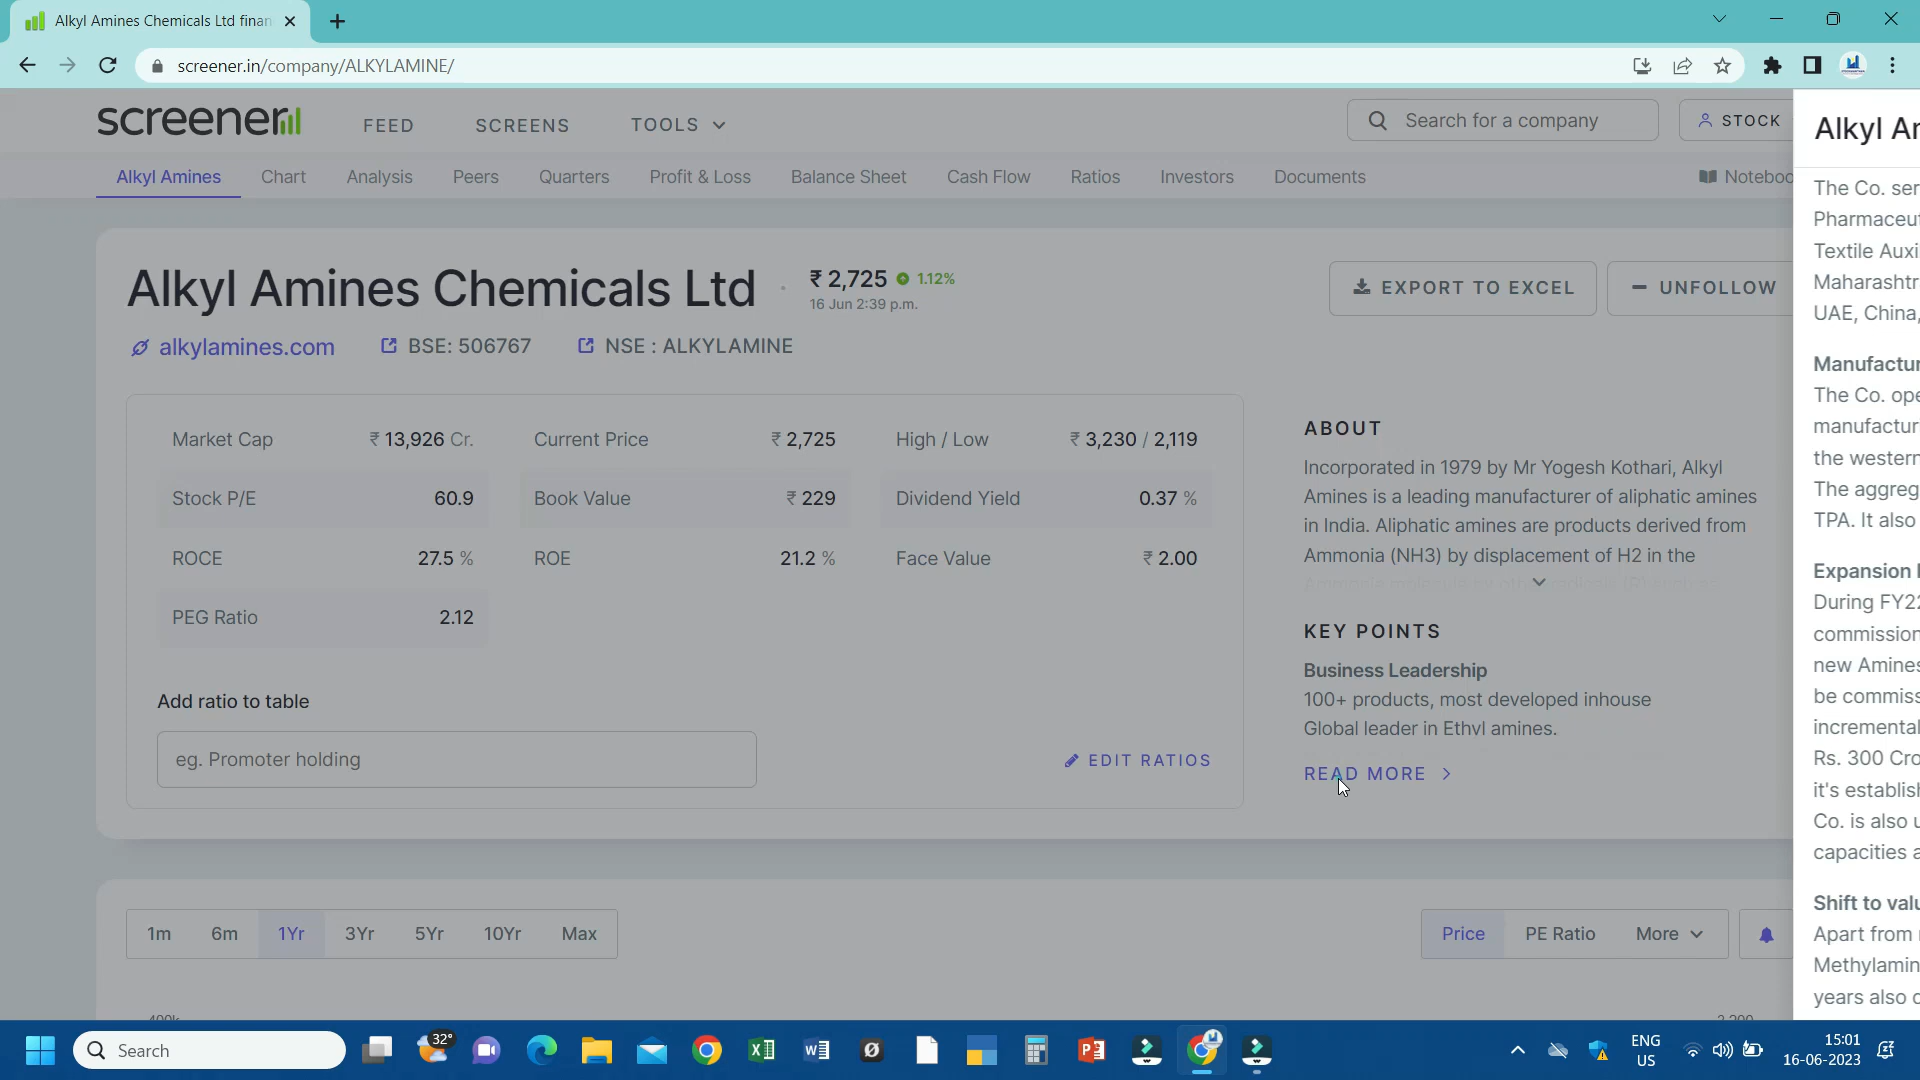 Alkyl Amines Chemicals Ltd finan
screener.in/company/ALKYLAMINE/
screener
FEED
SCREENS
TOOLS
Search for a company
STOCK
Alkyl Amines
Chart
Analysis
Peers
Quarters
Profit & Loss
Balance Sheet
Cash Flow
Ratios
Investors
Documents
Noteboo
Alkyl Amines Chemicals Ltd
₹ 2,725 1.12%
16 Jun 2:39 p.m.
EXPORT TO EXCEL
UNFOLLOW
alkylamines.com
BSE: 506767
NSE : ALKYLAMINE
Market Cap ₹ 13,926 Cr.
Current Price ₹ 2,725
High / Low ₹ 3,230 / 2,119
Stock P/E 60.9
Book Value ₹ 229
Dividend Yield 0.37 %
ROCE 27.5 %
ROE 21.2 %
Face Value ₹ 2.00
PEG Ratio 2.12
Add ratio to table
eg. Promoter holding
EDIT RATIOS
ABOUT
Incorporated in 1979 by Mr Yogesh Kothari, Alkyl
Amines is a leading manufacturer of aliphatic amines
in India. Aliphatic amines are products derived from
Ammonia (NH3) by displacement of H2 in the
KEY POINTS
Business Leadership
100+ products, most developed inhouse
Global leader in Ethyl amines.
READ MORE
1m
6m
1Yr
3Yr
5Yr
10Yr
Max
Price
PE Ratio
More
Alkyl Am
The Co. ser
Pharmaceut
Textile Auxi
Maharashtr
UAE, China,
Manufactur
The Co. ope
manufactur
the western
The aggreg
TPA. It also
Expansion
During FY22
commission
new Amines
be commiss
incremental
Rs. 300 Cro
it's establish
Co. is also u
capacities a
Shift to valu
Apart from
Methylamin
years also
Search
32°
ENG
US
15:01
16-06-2023